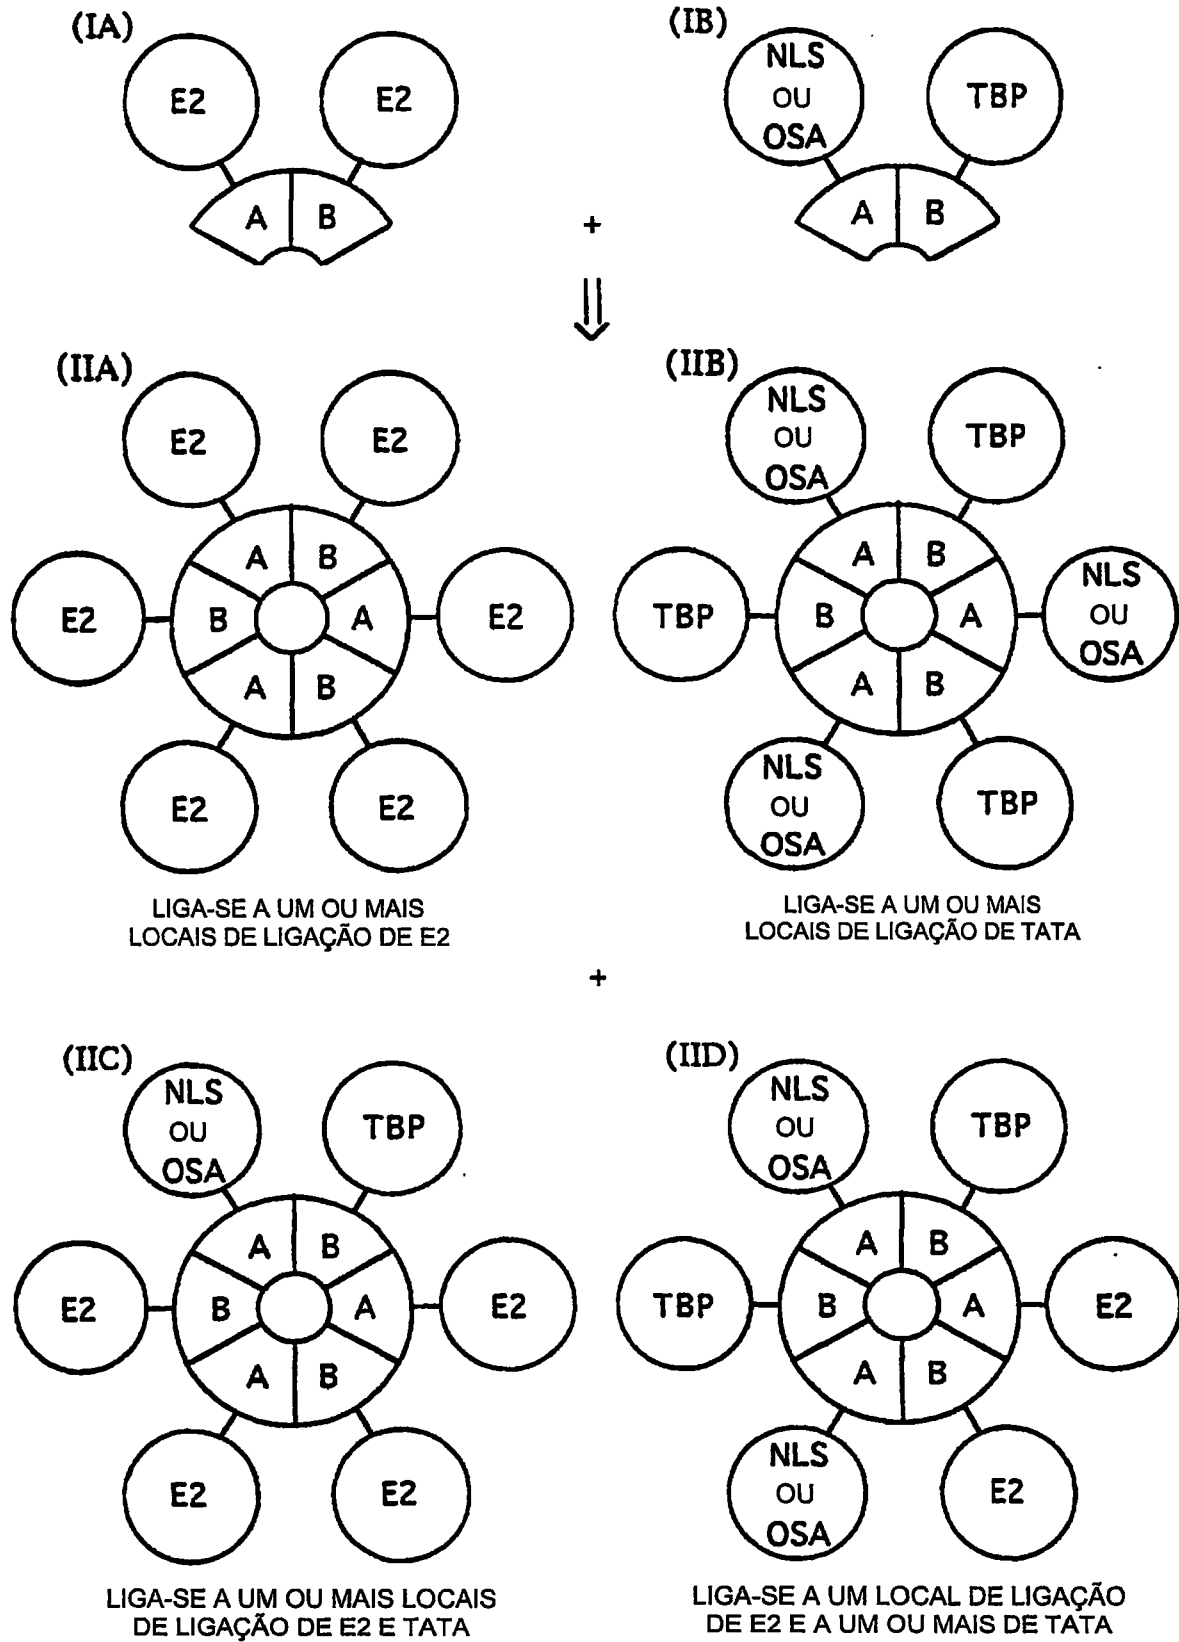 (IA)
E2 E2
A B
+
(IB)
NLS
OU
OSA
TBP
A B
(IIA)
E2 E2
A B
E2 B A E2
A B
E2 E2
LIGA-SE A UM OU MAIS
LOCAIS DE LIGAÇÃO DE E2
(IIB)
NLS
OU
OSA
TBP
A B
TBP B A
NLS
OU
OSA
A B
NLS
OU
OSA
TBP
LIGA-SE A UM OU MAIS
LOCAIS DE LIGAÇÃO DE TATA
+
(IIC)
NLS
OU
OSA
TBP
A B
E2 B A E2
A B
E2 E2
LIGA-SE A UM OU MAIS LOCAIS
DE LIGAÇÃO DE E2 E TATA
(IID)
NLS
OU
OSA
TBP
A B
TBP B A E2
A B
NLS
OU
OSA
E2
LIGA-SE A UM LOCAL DE LIGAÇÃO
DE E2 E A UM OU MAIS DE TATA